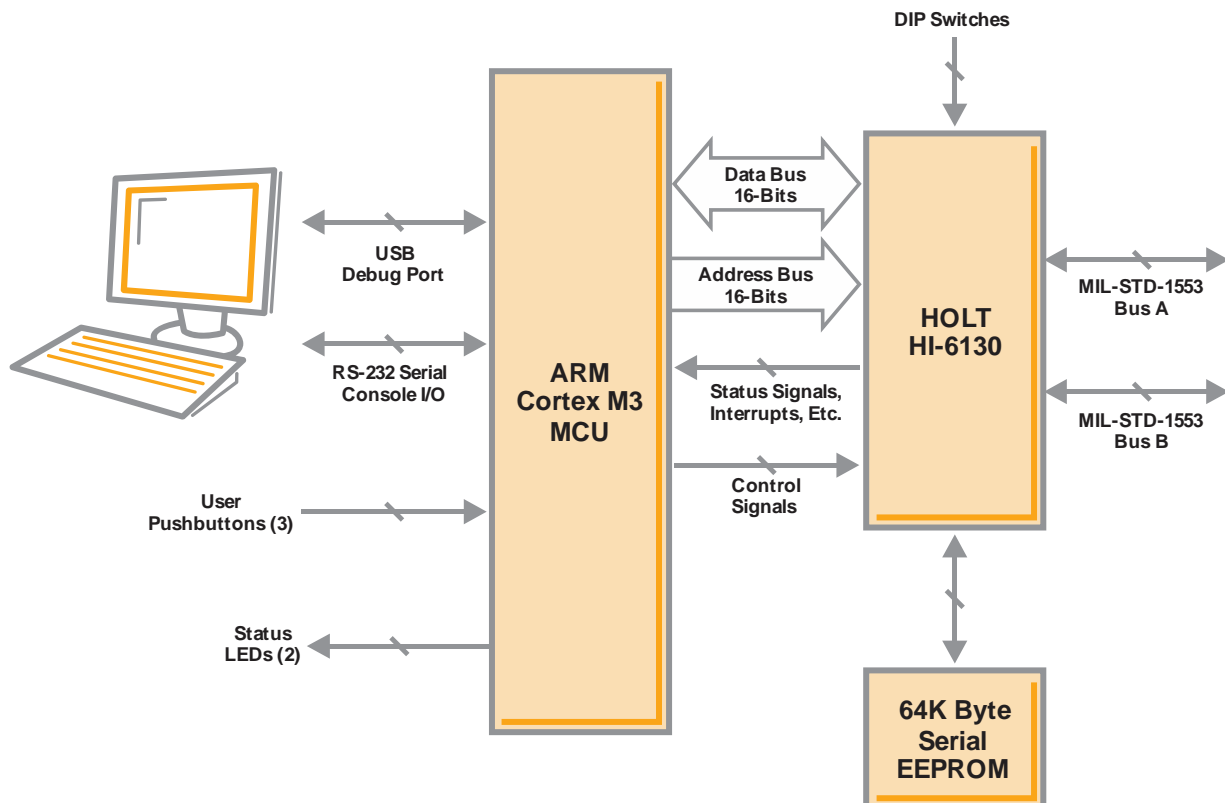 DIP Switches
Data Bus
16-Bits
USB
Debug Port
Address Bus
16-Bits
MIL-STD-1553
Bus A
HOLT
HI-6130
RS-232 Serial
Console I/O
ARM
Cortex M3
MCU
Status Signals,
Interrupts, Etc.
MIL-STD-1553
Bus B
User
Pushbuttons (3)
Control
Signals
Status
LEDs (2)
64K Byte
Serial
EEPROM